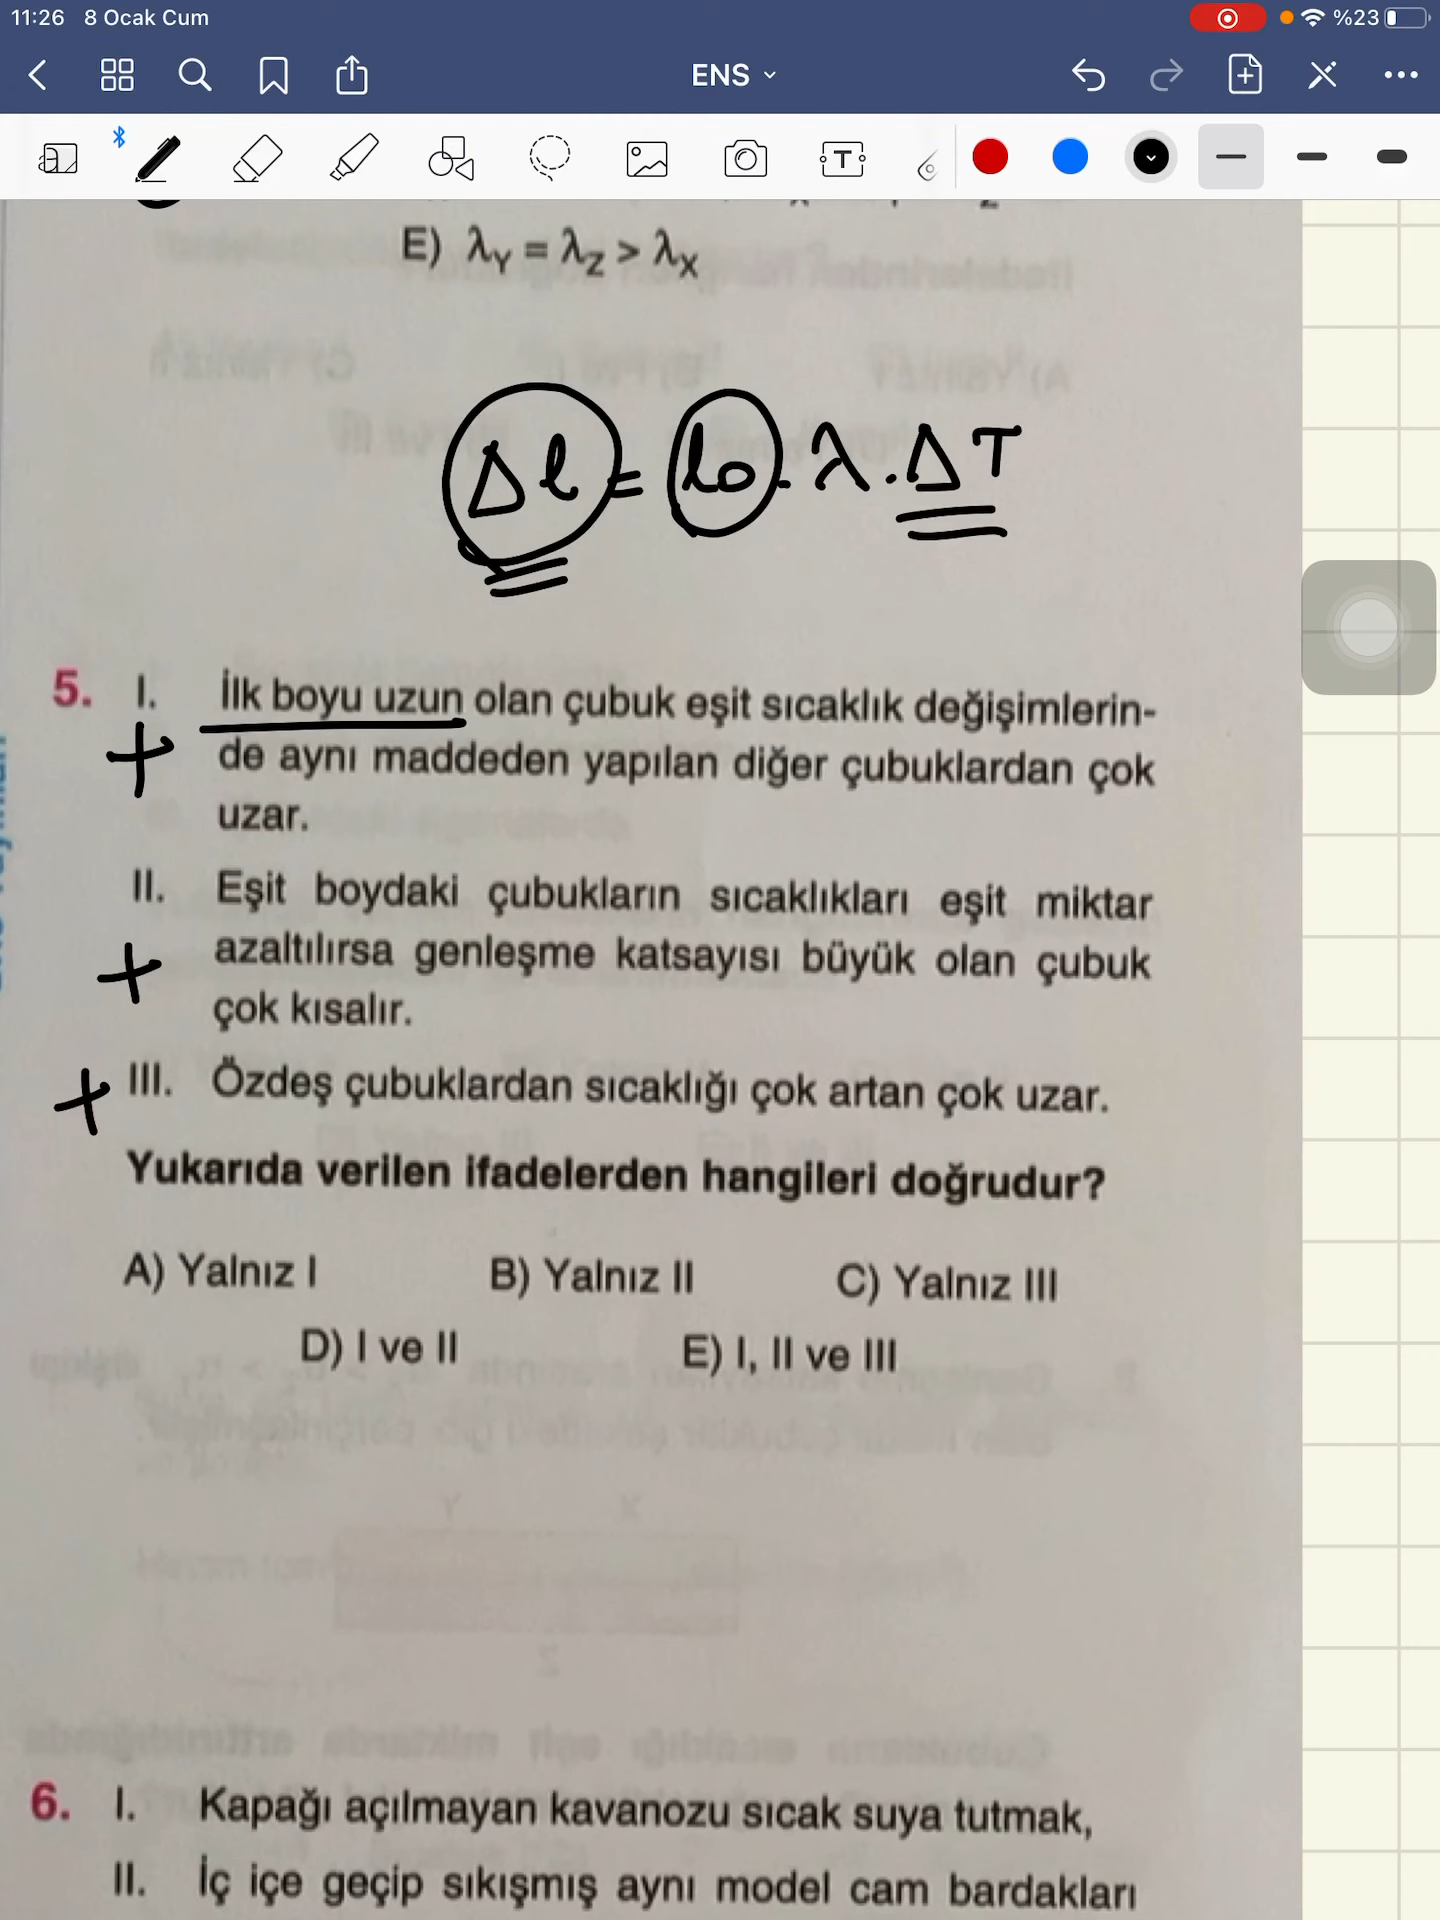 11:26 8 Ocak Cum
%23
ENS
T
E) λY = λZ > λX
Δl = l0 . λ . ΔT
5. I. İlk boyu uzun olan çubuk eşit sıcaklık değişimlerin-
de aynı maddeden yapılan diğer çubuklardan çok
uzar.
II. Eşit boydaki çubukların sıcaklıkları eşit miktar
azaltılırsa genleşme katsayısı büyük olan çubuk
çok kısalır.
III. Özdeş çubuklardan sıcaklığı çok artan çok uzar.
Yukarıda verilen ifadelerden hangileri doğrudur?
A) Yalnız I B) Yalnız II C) Yalnız III
D) I ve II E) I, II ve III
6. I. Kapağı açılmayan kavanozu sıcak suya tutmak,
II. İç içe geçip sıkışmış aynı model cam bardakları